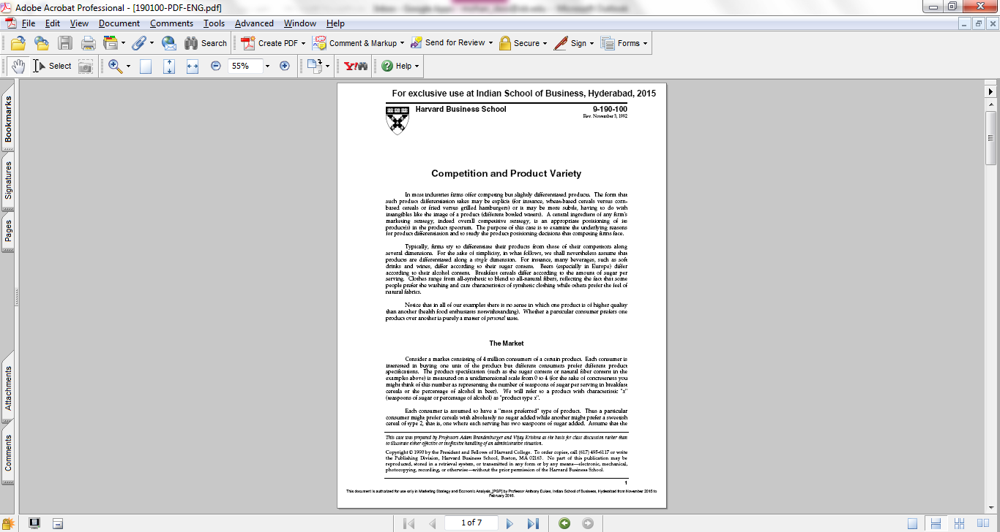 Adobe Acrobat Professional - [190100-PDF-ENG.pdf]
File Edit View Document Comments Tools Advanced Window Help
Search Create PDF Comment & Markup Send for Review Secure Sign Forms
Select 55% Y! Help
Bookmarks
Signatures
Pages
Attachments
Comments
For exclusive use at Indian School of Business, Hyderabad, 2015
Harvard Business School 9-190-100
Rev. November 3, 1992
Competition and Product Variety
In most industries firms offer competing but slightly differentiated products. The form that
such product differentiation takes may be explicit (for instance, wheat-based cereals versus corn-
based cereals or fried versus grilled hamburgers) or it may be more subtle, having to do with
intangibles like the image of a product (different bottled waters). A central ingredient of any firm's
marketing strategy, indeed overall competitive strategy, is an appropriate positioning of its
product(s) in the product spectrum. The purpose of this case is to examine the underlying reasons
for product differentiation and to study the product positioning decisions that competing firms face.
Typically, firms try to differentiate their products from those of their competitors along
several dimensions. For the sake of simplicity, in what follows, we shall nevertheless assume that
products are differentiated along a single dimension. For instance, many beverages, such as soft
drinks and wines, differ according to their sugar content. Beers (especially in Europe) differ
according to their alcohol content. Breakfast cereals differ according to the amount of sugar per
serving. Clothes range from all-synthetic to blend to all-natural fibers, reflecting the fact that some
people prefer the washing and care characteristics of synthetic clothing while others prefer the feel of
natural fabrics.
Notice that in all of our examples there is no sense in which one product is of higher quality
than another (health food enthusiasts notwithstanding). Whether a particular consumer prefers one
product over another is purely a matter of personal taste.
The Market
Consider a market consisting of 4 million consumers of a certain product. Each consumer is
interested in buying one unit of the product but different consumers prefer different product
specifications. The product specification (such as the sugar content or natural fiber content in the
examples above) is measured on a unidimensional scale from 0 to 4 (for the sake of concreteness you
might think of this number as representing the number of teaspoons of sugar per serving in breakfast
cereals or the percentage of alcohol in beer). We will refer to a product with characteristic "x"
(teaspoons of sugar or percentage of alcohol) as "product type x".
Each consumer is assumed to have a "most preferred" type of product. Thus a particular
consumer might prefer cereals with absolutely no sugar added while another might prefer a sweetish
cereal of type 2, that is, one where each serving has two teaspoons of sugar added. Assume that the
This case was prepared by Professors Adam Brandenburger and Vijay Krishna as the basis for class discussion rather than
to illustrate either effective or ineffective handling of an administrative situation.
Copyright © 1990 by the President and Fellows of Harvard College. To order copies, call (617) 495-6117 or write
the Publishing Division, Harvard Business School, Boston, MA 02163. No part of this publication may be
reproduced, stored in a retrieval system, or transmitted in any form or by any means—electronic, mechanical,
photocopying, recording, or otherwise—without the prior permission of the Harvard Business School.
1
This document is authorized for use only in Marketing Strategy and Economic Analysis_[PGP] by Professor Anthony Dukes, Indian School of Business, Hyderabad from November 2015 to
February 2016.
1 of 7